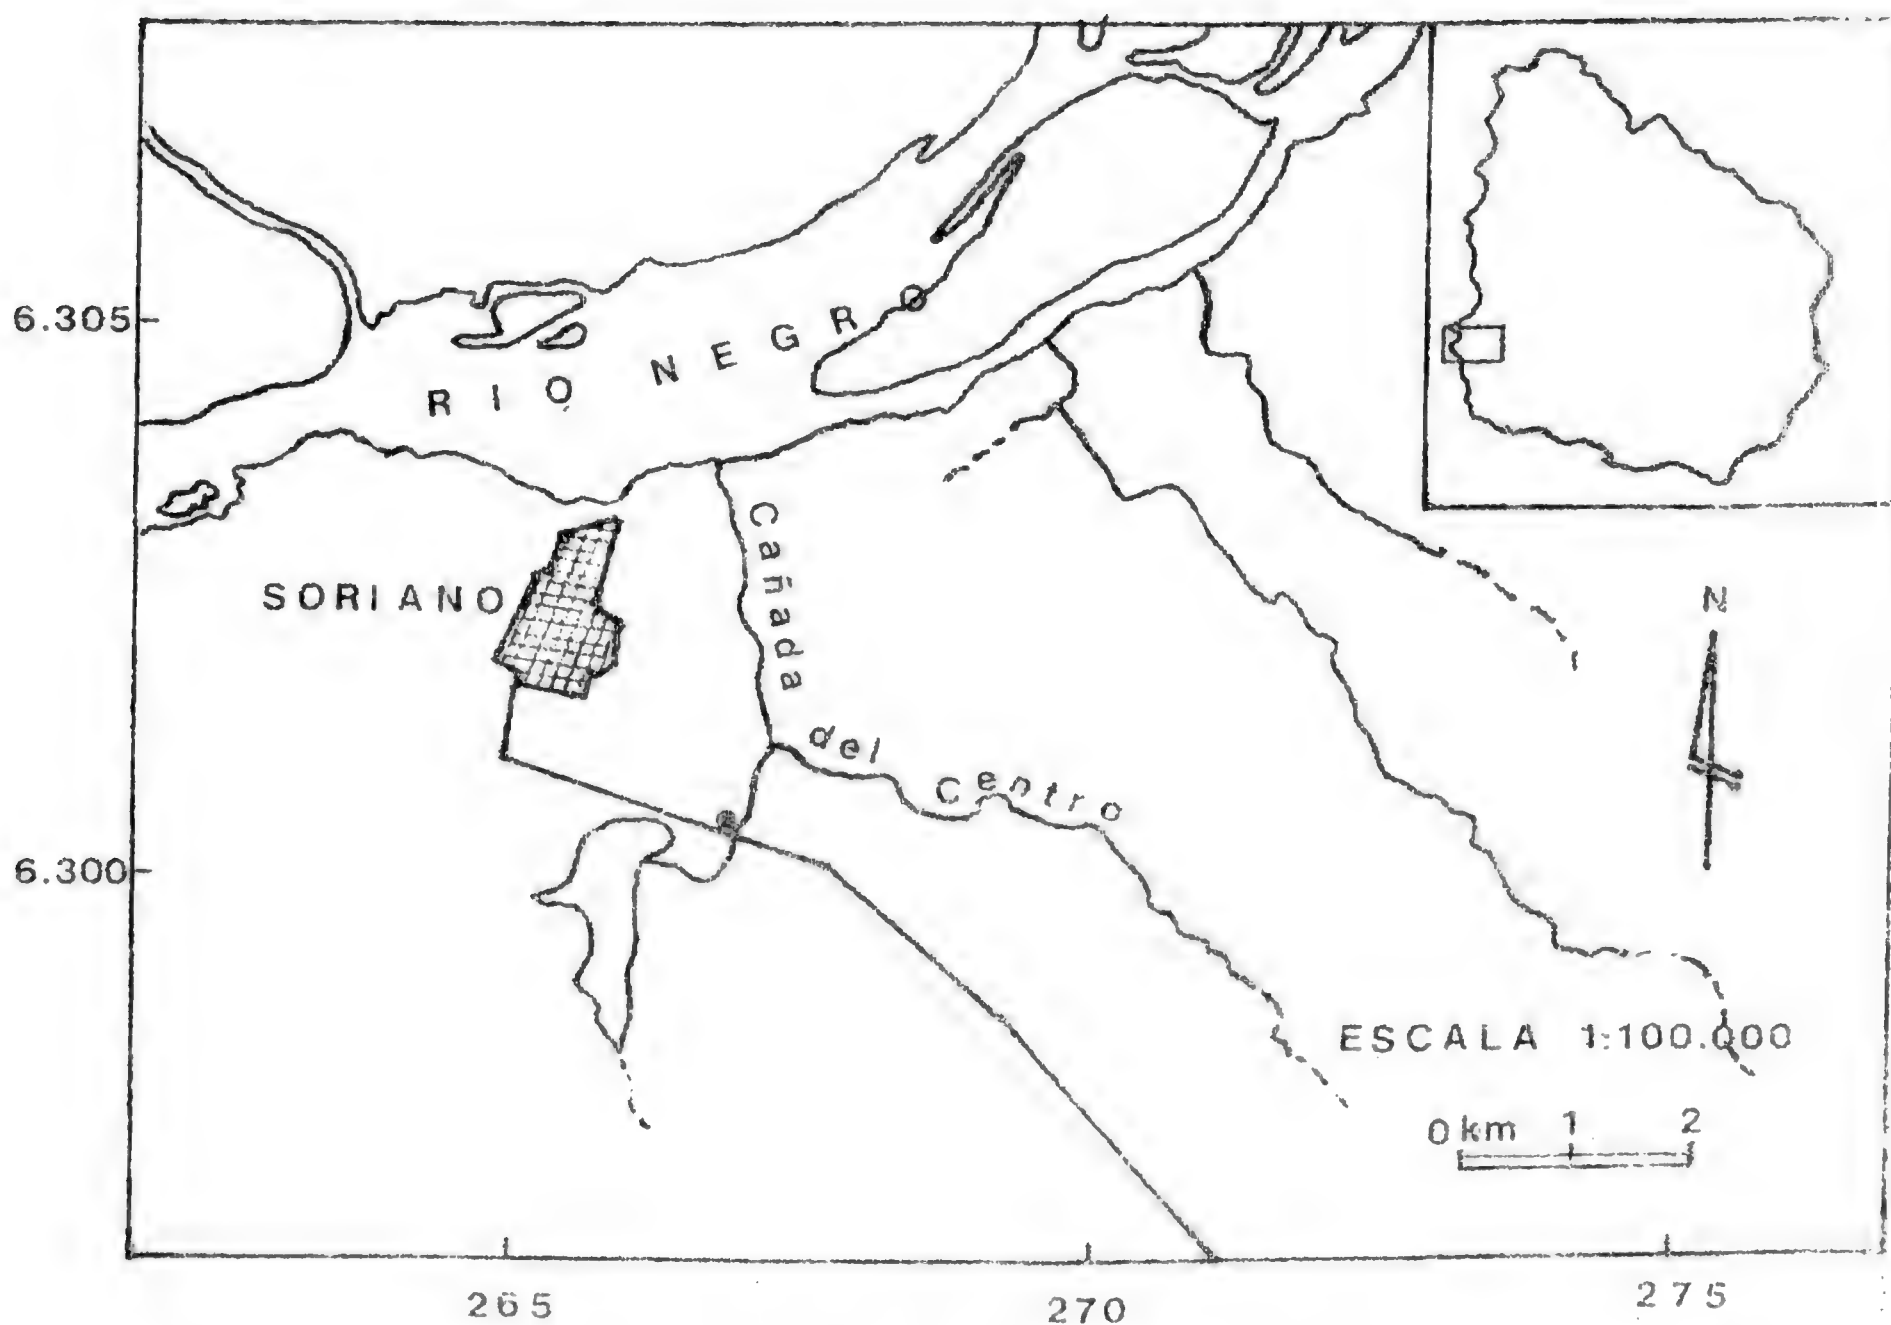 6.305
RIO NEGRO
SORIANO
Cañada del Centro
N
6.300
ESCALA 1:100.000
0 km 1 2
265 270 275